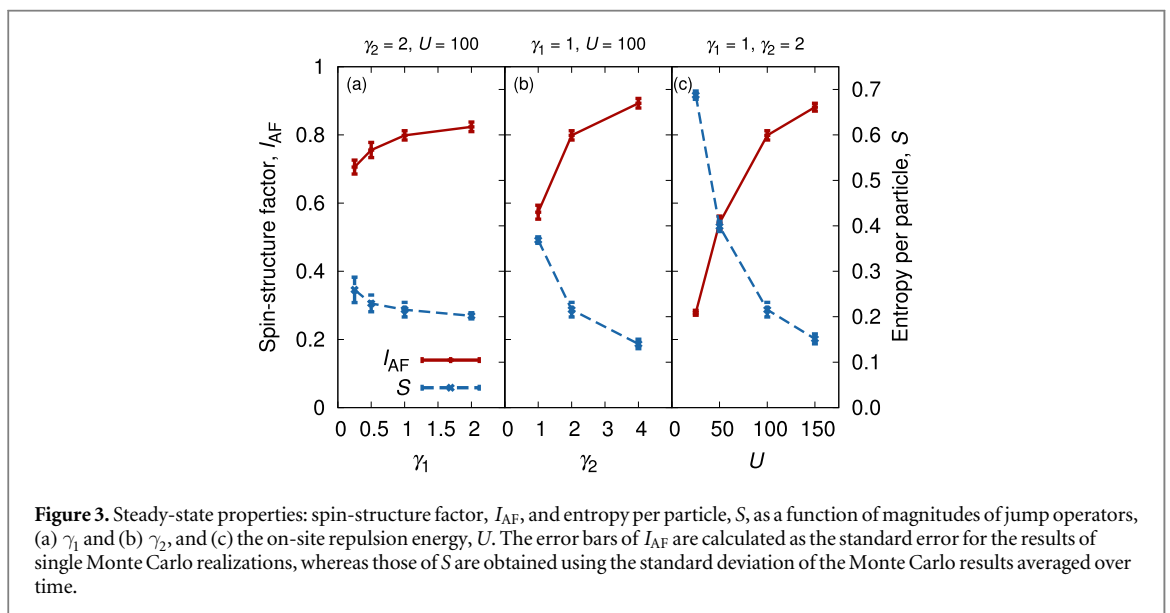 γ2 = 2, U = 100
γ1 = 1, U = 100
γ1 = 1, γ2 = 2
(a)
(b)
(c)
1
0.8
0.6
0.4
0.2
0
Spin-structure factor, IAF
0.7
0.6
0.5
0.4
0.3
0.2
0.1
0.0
Entropy per particle, S
IAF
S
0 0.5 1 1.5 2
0 1 2 3 4
0 50 100 150
γ1
γ2
U
Figure 3. Steady-state properties: spin-structure factor, IAF, and entropy per particle, S, as a function of magnitudes of jump operators,
(a) γ1 and (b) γ2, and (c) the on-site repulsion energy, U. The error bars of IAF are calculated as the standard error for the results of
single Monte Carlo realizations, whereas those of S are obtained using the standard deviation of the Monte Carlo results averaged over
time.